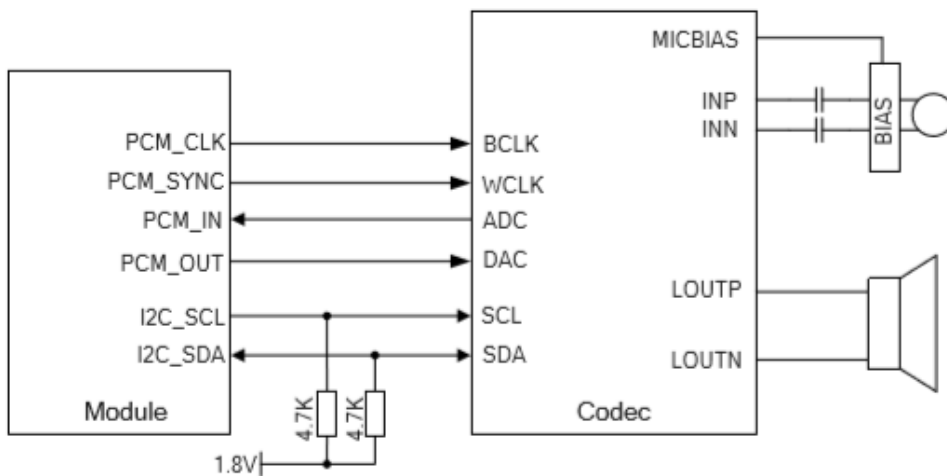 MICBIAS
INP
INN
BIAS
PCM_CLK
BCLK
PCM_SYNC
WCLK
PCM_IN
ADC
PCM_OUT
DAC
LOUTP
I2C_SCL
SCL
I2C_SDA
SDA
LOUTN
4.7K
4.7K
Module
Codec
1.8V